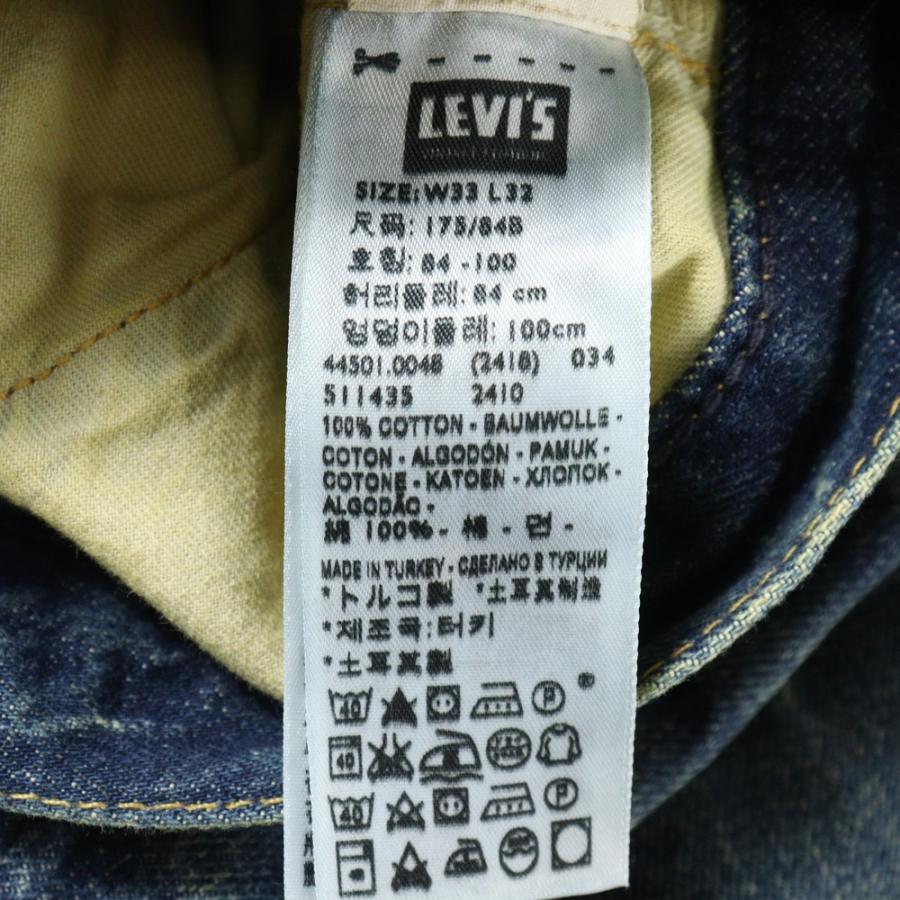 LEVI'S
SIZE: W33 L32
尺码: 175/84B
호칭: 84 -100
허리둘레: 84 cm
엉덩이둘레: 100cm
44501.0048 (2418) 034
511435 2410
100% COTTON - BAUMWOLLE -
COTON - ALGODÓN - PAMUK -
COTONE - KATOEN - ХЛОПОК -
ALGODÃO -
綿 100% - 棉 - 면 -
MADE IN TURKEY - СДЕЛАНО В ТУРЦИИ
*トルコ製 *土耳其制造
*제조국:터키
*土耳其製
40 P ®
40
40 P